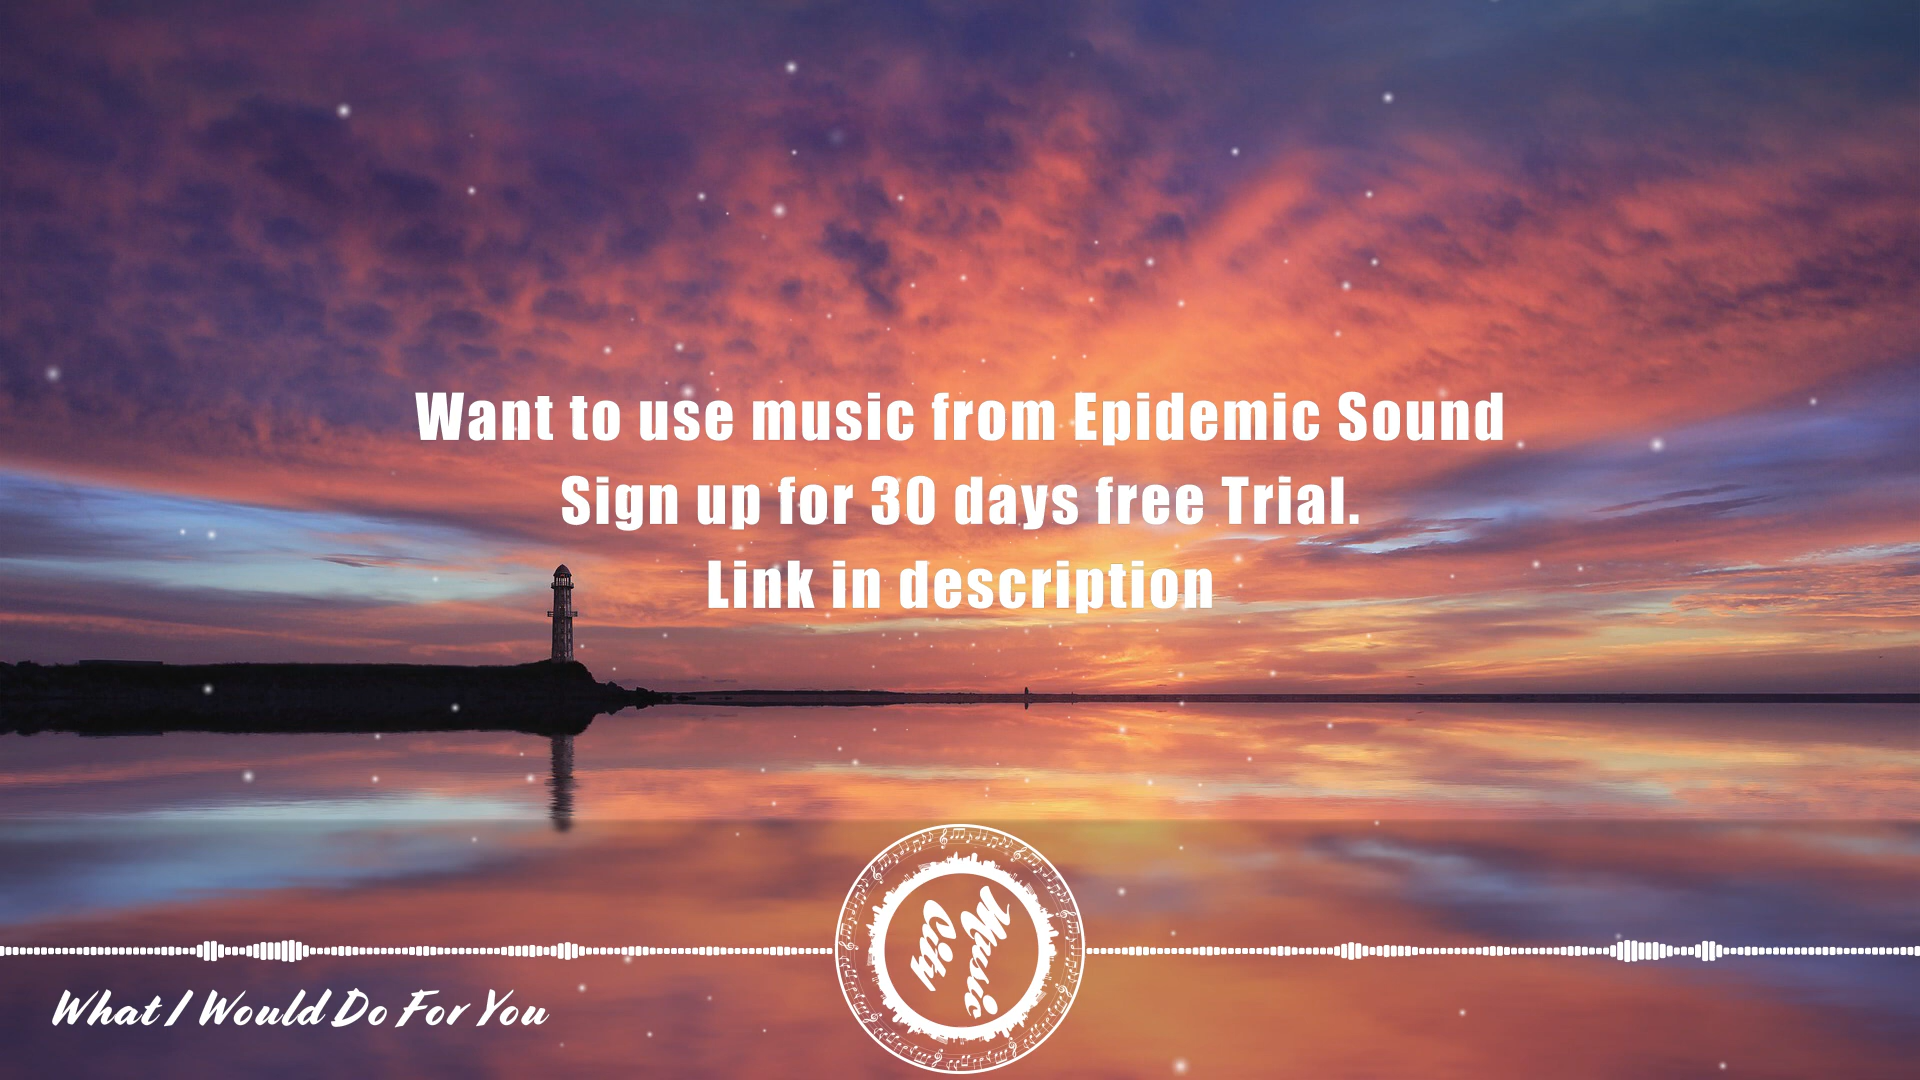 Want to use music from Epidemic Sound
Sign up for 30 days free Trial.
Link in description
Music
City
What I Would Do For You